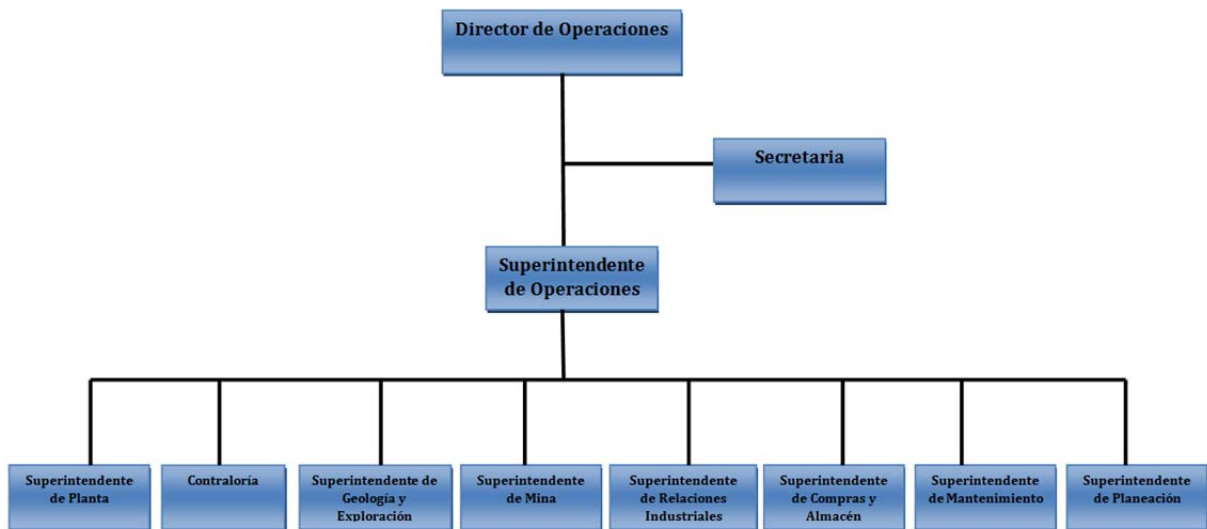 Director de Operaciones
Secretaria
Superintendente
de Operaciones
Superintendente
de Planta
Contraloría
Superintendente de
Geología y
Exploración
Superintendente
de Mina
Superintendente
de Relaciones
Industriales
Superintendente
de Compras y
Almacén
Superintendente
de Mantenimiento
Superintendente
de Planeación